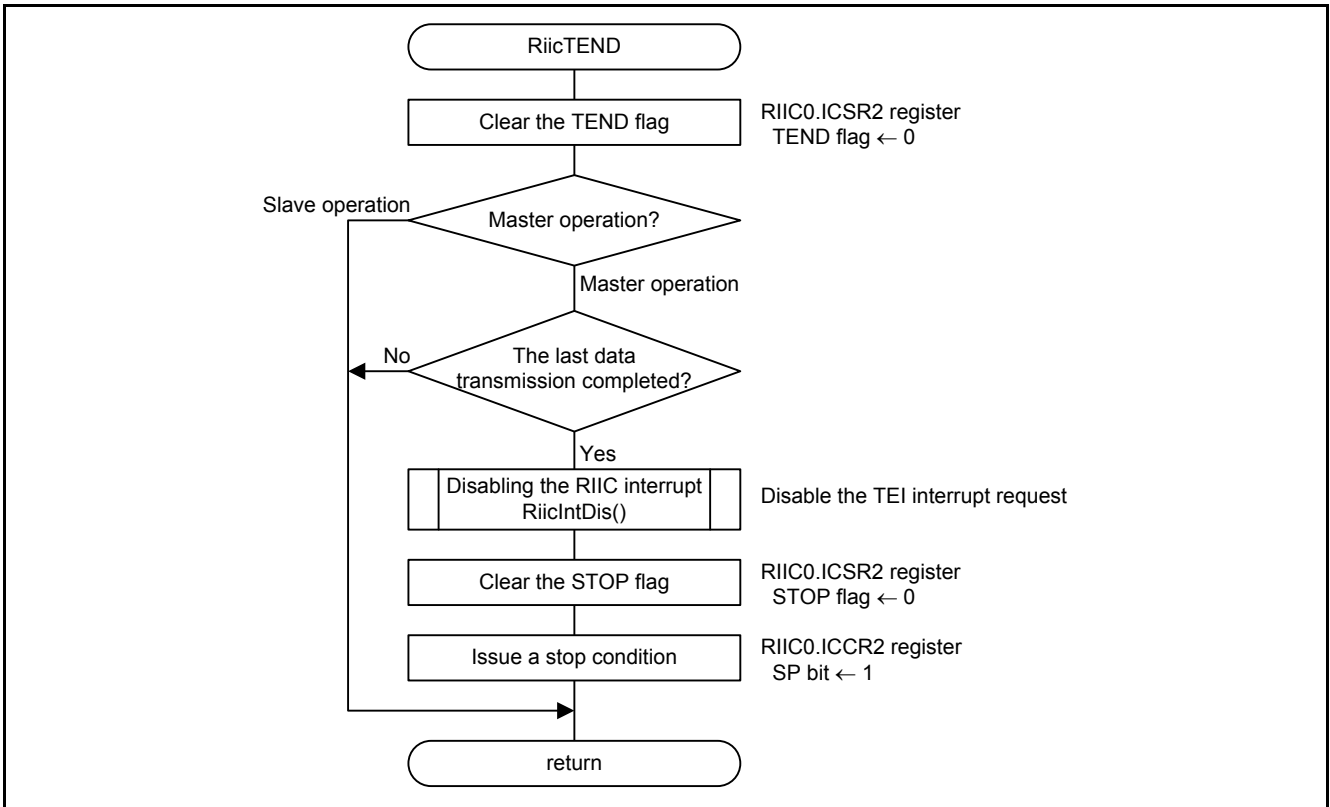 RiicTEND
Clear the TEND flag
RIIC0.ICSR2 register
TEND flag ← 0
Slave operation
Master operation?
Master operation
No
The last data
transmission completed?
Yes
Disabling the RIIC interrupt
RiicIntDis()
Disable the TEI interrupt request
Clear the STOP flag
RIIC0.ICSR2 register
STOP flag ← 0
Issue a stop condition
RIIC0.ICCR2 register
SP bit ← 1
return